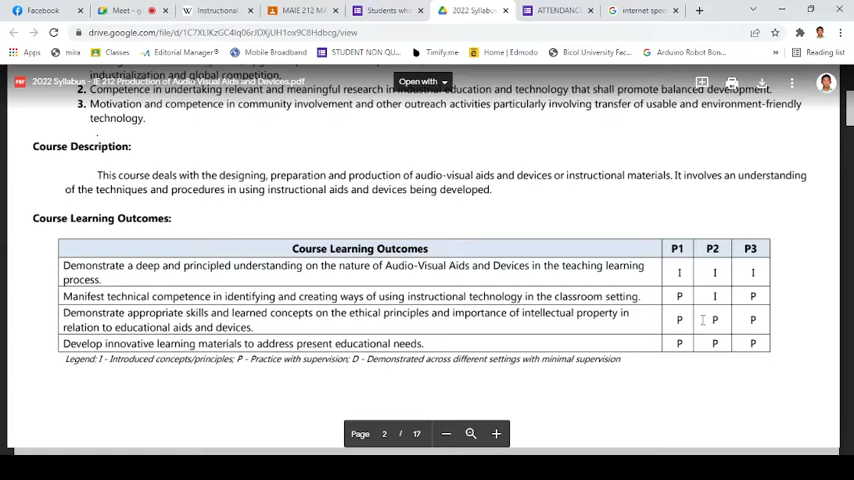 Facebook
Meet -
Instructional
MAIE 212 MA
Students who
2022 Syllabus
ATTENDANCE
internet spee
drive.google.com/file/d/1C7XLIKzGC4lq06rJDXyUH1ox9C8Hdbcg/view
Apps
sim
Classes
Editorial Manager®
Mobile Broadband
STUDENT NON QU...
Timify.me
Home | Edmodo
Bicol University Fac...
Arduino Robot Bon...
Reading list
PDF
2022 Syllabus - IE 212 Production of Audio Visual Aids and Devices.pdf
Open with
industrialization and global competition.
2. Competence in undertaking relevant and meaningful research in industrial education and technology that shall promote balanced development.
3. Motivation and competence in community involvement and other outreach activities particularly involving transfer of usable and environment-friendly
technology.
Course Description:
This course deals with the designing, preparation and production of audio-visual aids and devices or instructional materials. It involves an understanding
of the techniques and procedures in using instructional aids and devices being developed.
Course Learning Outcomes:
Course Learning Outcomes P1 P2 P3
Demonstrate a deep and principled understanding on the nature of Audio-Visual Aids and Devices in the teaching learning
process. I I I
Manifest technical competence in identifying and creating ways of using instructional technology in the classroom setting. P I P
Demonstrate appropriate skills and learned concepts on the ethical principles and importance of intellectual property in
relation to educational aids and devices. P P P
Develop innovative learning materials to address present educational needs. P P P
Legend: I - Introduced concepts/principles; P - Practice with supervision; D - Demonstrated across different settings with minimal supervision
Page 2 / 17